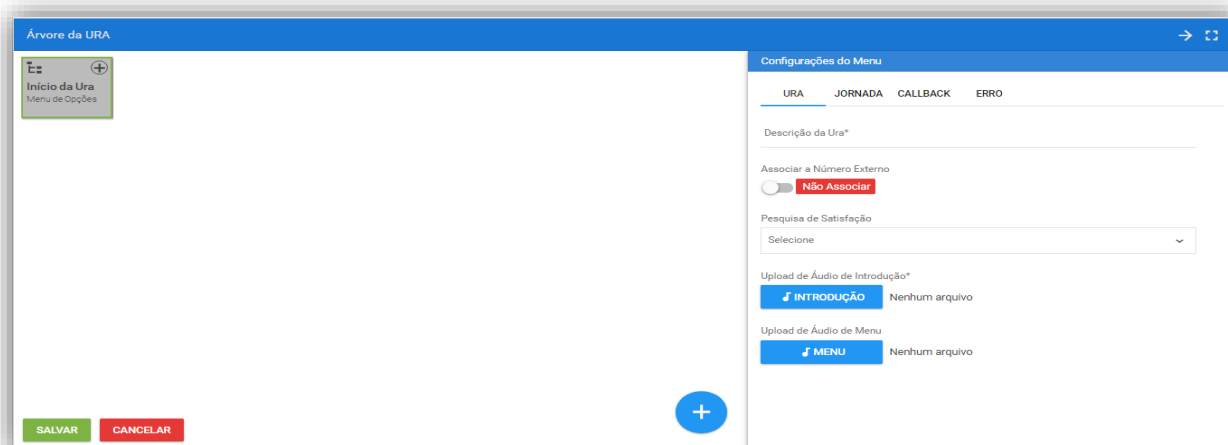 Árvore da URA
Início da Ura
Menu de Opções
SALVAR CANCELAR
Configurações do Menu
URA JORNADA CALLBACK ERRO
Descrição da Ura*
Associar a Número Externo
Não Associar
Pesquisa de Satisfação
Selecione
Upload de Áudio de Introdução*
INTRODUÇÃO Nenhum arquivo
Upload de Áudio de Menu
MENU Nenhum arquivo